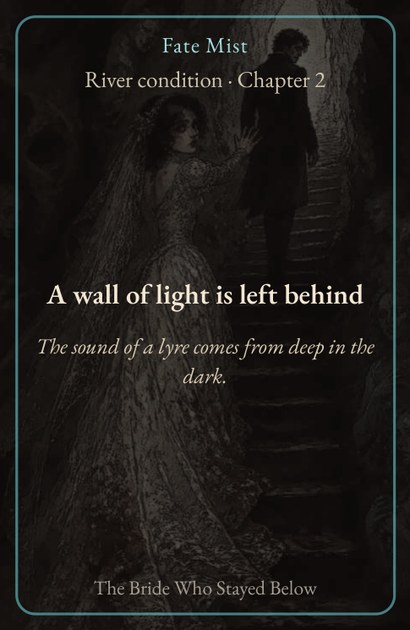 Fate Mist
River condition · Chapter 2
A wall of light is left behind
The sound of a lyre comes from deep in the
dark.
The Bride Who Stayed Below